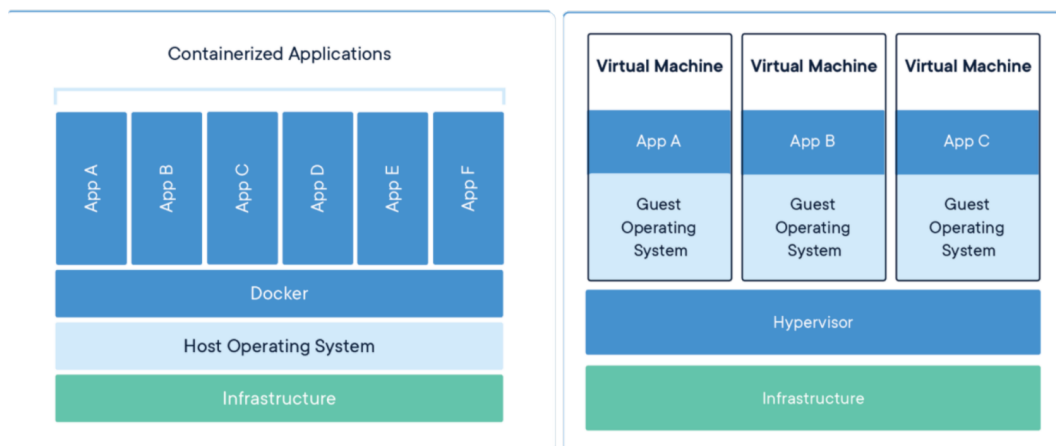 Containerized Applications
App A
App B
App C
App D
App E
App F
Docker
Host Operating System
Infrastructure
Virtual Machine
App A
Guest
Operating
System
Virtual Machine
App B
Guest
Operating
System
Virtual Machine
App C
Guest
Operating
System
Hypervisor
Infrastructure